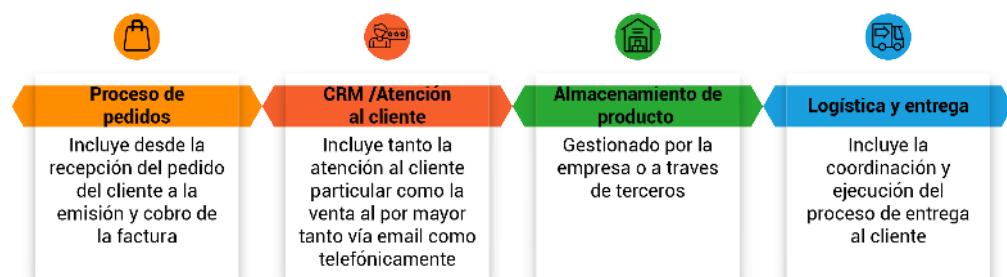 Proceso de
pedidos
Incluye desde la
recepción del pedido
del cliente a la
emisión y cobro de
la factura
CRM /Atención
al cliente
Incluye tanto la
atención al cliente
particular como la
venta al por mayor
tanto vía email como
telefónicamente
Almacenamiento de
producto
Gestionado por la
empresa o a traves
de terceros
Logística y entrega
Incluye la
coordinación y
ejecución del
proceso de entrega
al cliente